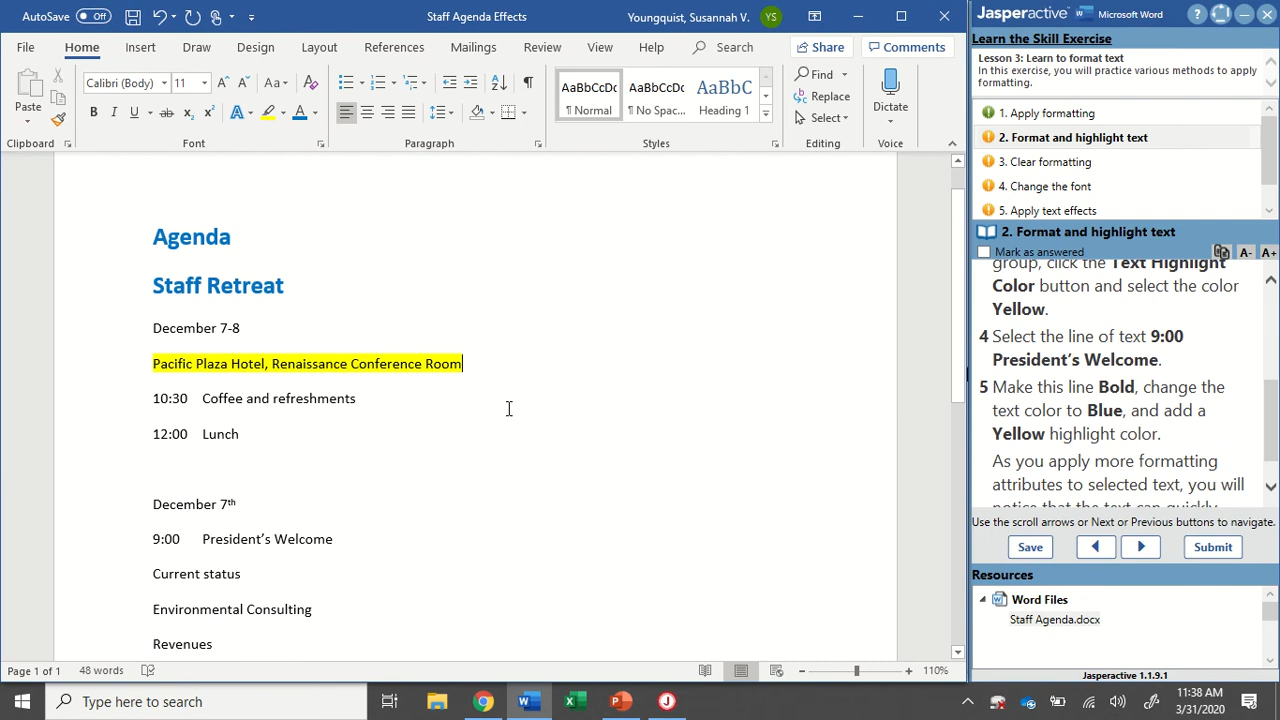 AutoSave Off
Staff Agenda Effects
Youngquist, Susannah V. YS
File Home Insert Draw Design Layout References Mailings Review View Help Search Share Comments
Paste
Calibri (Body) 11
Aa
B I U ab x₂ x² A A
AaBbCcDc AaBbCcDc AaBbC
¶ Normal ¶ No Spac... Heading 1
Find
Replace
Select
Dictate
Clipboard Font Paragraph Styles Editing Voice
Agenda
Staff Retreat
December 7-8
Pacific Plaza Hotel, Renaissance Conference Room
10:30 Coffee and refreshments
12:00 Lunch
December 7th
9:00 President's Welcome
Current status
Environmental Consulting
Revenues
Page 1 of 1 48 words
110%
Type here to search
11:38 AM
3/31/2020
Jasperactive Microsoft Word
Learn the Skill Exercise
Lesson 3: Learn to format text
In this exercise, you will practice various methods to apply
formatting.
1. Apply formatting
2. Format and highlight text
3. Clear formatting
4. Change the font
5. Apply text effects
2. Format and highlight text
Mark as answered A- A+
group, click the Text Highlight
Color button and select the color
Yellow.
4 Select the line of text 9:00
President's Welcome.
5 Make this line Bold, change the
text color to Blue, and add a
Yellow highlight color.
As you apply more formatting
attributes to selected text, you will
notice that the text can quickly
Use the scroll arrows or Next or Previous buttons to navigate.
Save Submit
Resources
Word Files
Staff Agenda.docx
Jasperactive 1.1.9.1